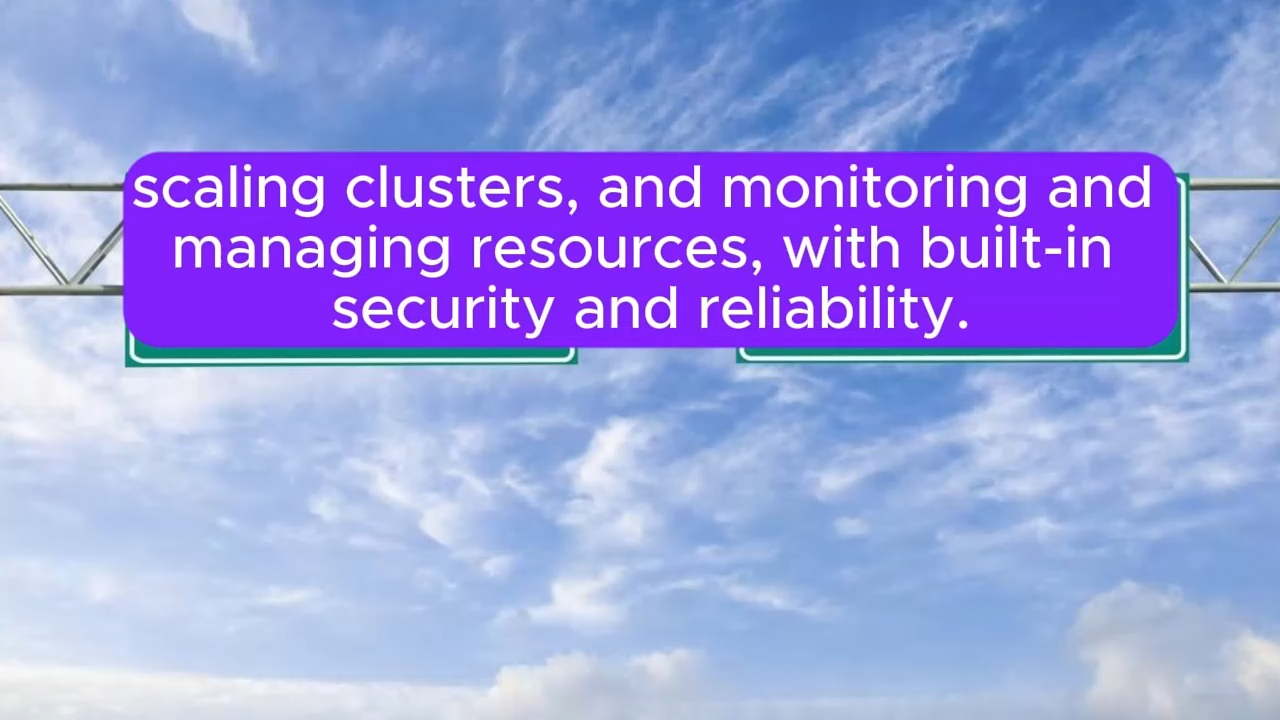 scaling clusters, and monitoring and
managing resources, with built-in
security and reliability.